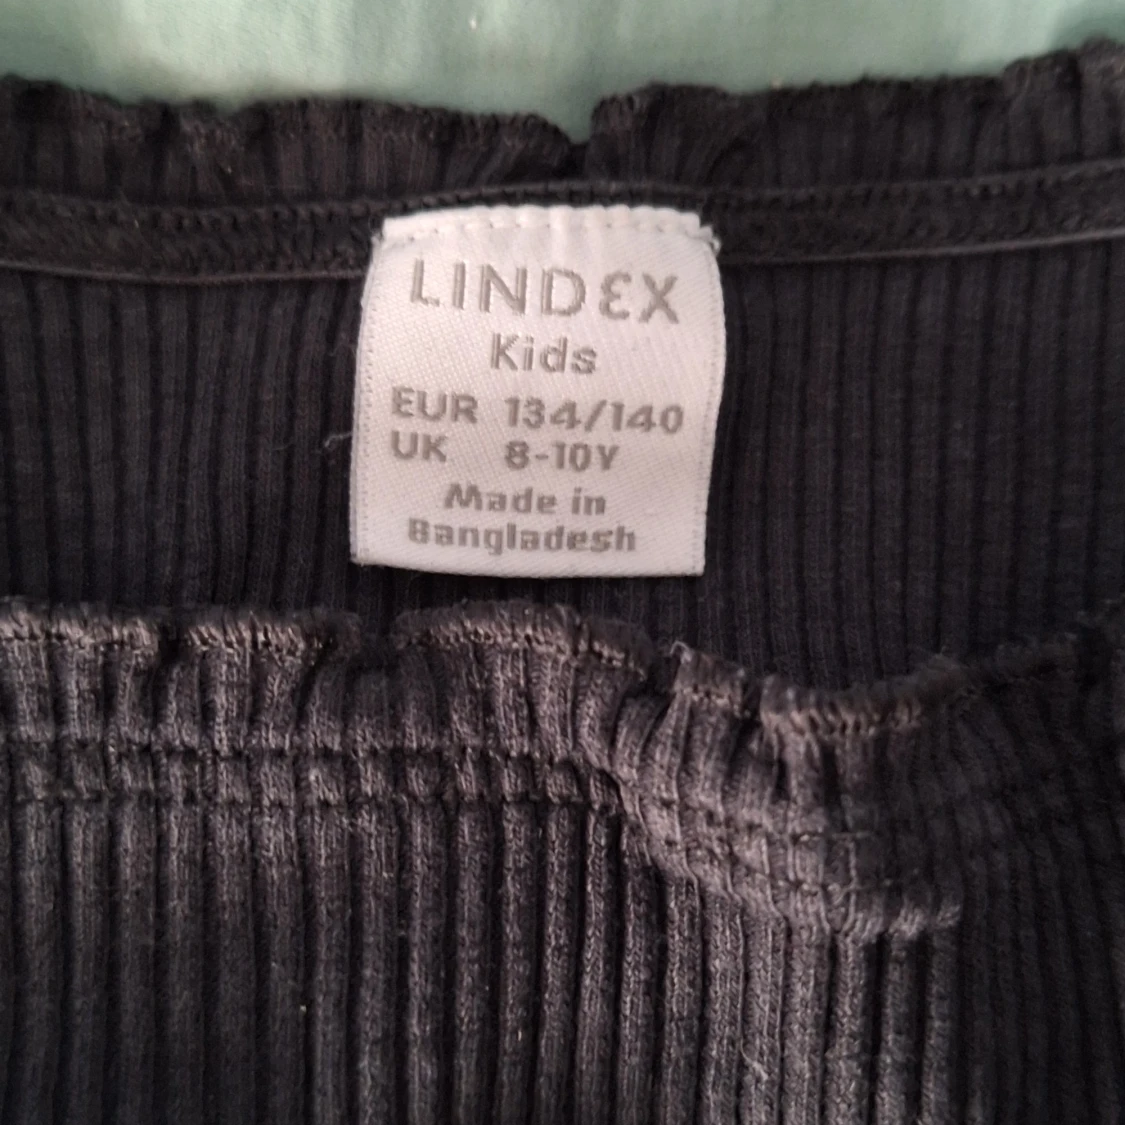 LINDEX
Kids
EUR 134/140
UK 8-10Y
Made in
Bangladesh